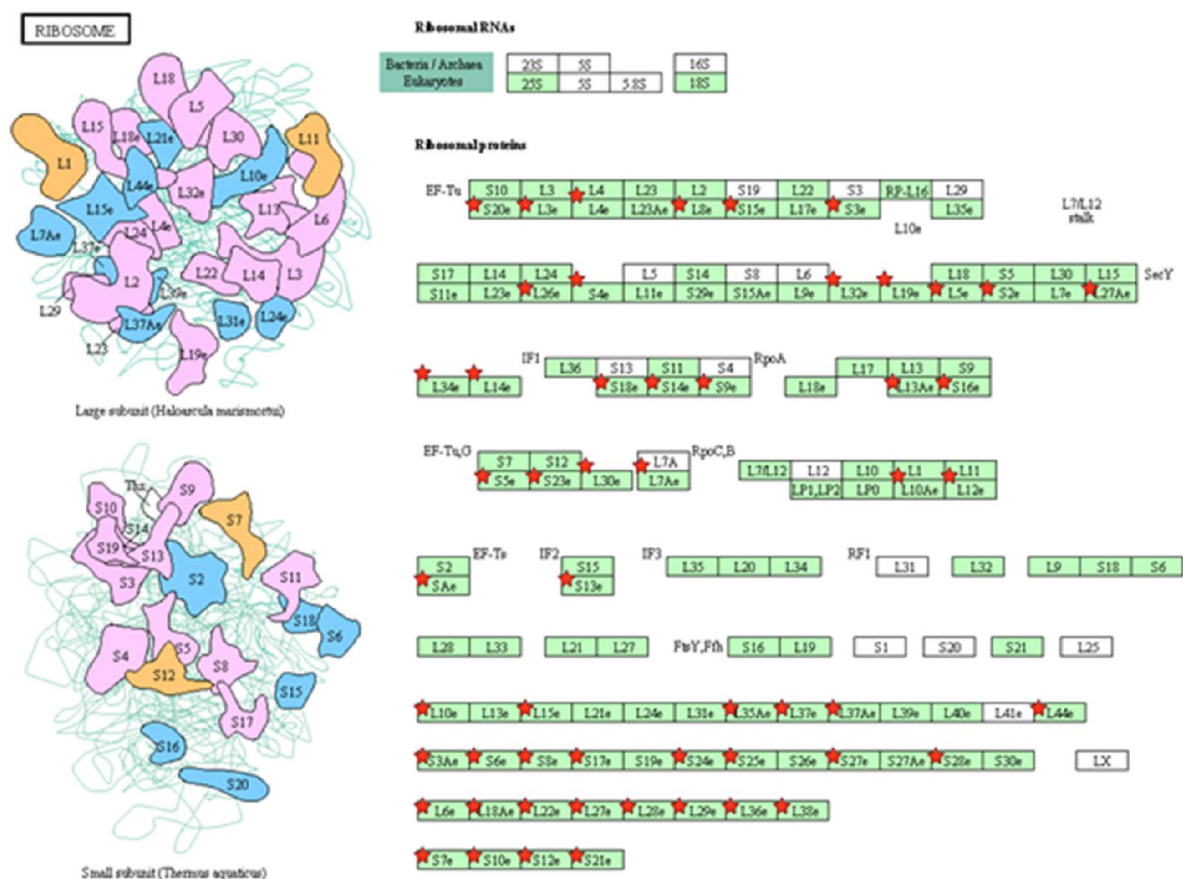 RIBOSOME
L18
L5
L15
L18e
L21e
L30
L11
L1
L44e
L10e
L32e
L15e
L13
L6
L7Ae
L24
L4e
L37e
L2
L22
L14
L3
L39e
L29
L37Ae
L31e
L24e
L23
L19e
Large subunit (Haloarcula marismortui)
Thx
S9
S10
S14
S7
S19
S13
S3
S2
S11
S18
S6
S4
S5
S8
S12
S15
S17
S16
S20
Small subunit (Thermus aquaticus)
Ribosomal RNAs
Bacteria / Archaea 23S 5S 16S
Eukaryotes 25S 5S 5.8S 18S
Ribosomal proteins
EF-Tu S10 L3 L4 L23 L2 S19 L22 S3 RP-L16 L29
S20e L3e L4e L23Ae L8e S15e L17e S3e L35e
L10e
L7/L12
stalk
S17 L14 L24 L5 S14 S8 L6 L18 S5 L30 L15 SecY
S11e L23e L26e S4e L11e S29e S15Ae L9e L32e L19e L5e S2e L7e L27Ae
IF1 L36 S13 S11 S4 RpoA L17 L13 S9
L34e L14e S18e S14e S9e L18e L13Ae S16e
EF-Tu,G S7 S12 L7A RpoC,B L7/L12 L12 L10 L1 L11
S5e S23e L30e L7Ae LP1,LP2 LP0 L10Ae L12e
S2 EF-Ts IF2 S15 IF3 L35 L20 L34 RF1 L31 L32 L9 S18 S6
SAe S13e
L28 L33 L21 L27 FtsY,Ffh S16 L19 S1 S20 S21 L25
L10e L13e L15e L21e L24e L31e L35Ae L37e L37Ae L39e L40e L41e L44e
S3Ae S6e S8e S17e S19e S24e S25e S26e S27e S27Ae S28e S30e LX
L6e L18Ae L22e L27e L28e L29e L36e L38e
S7e S10e S12e S21e